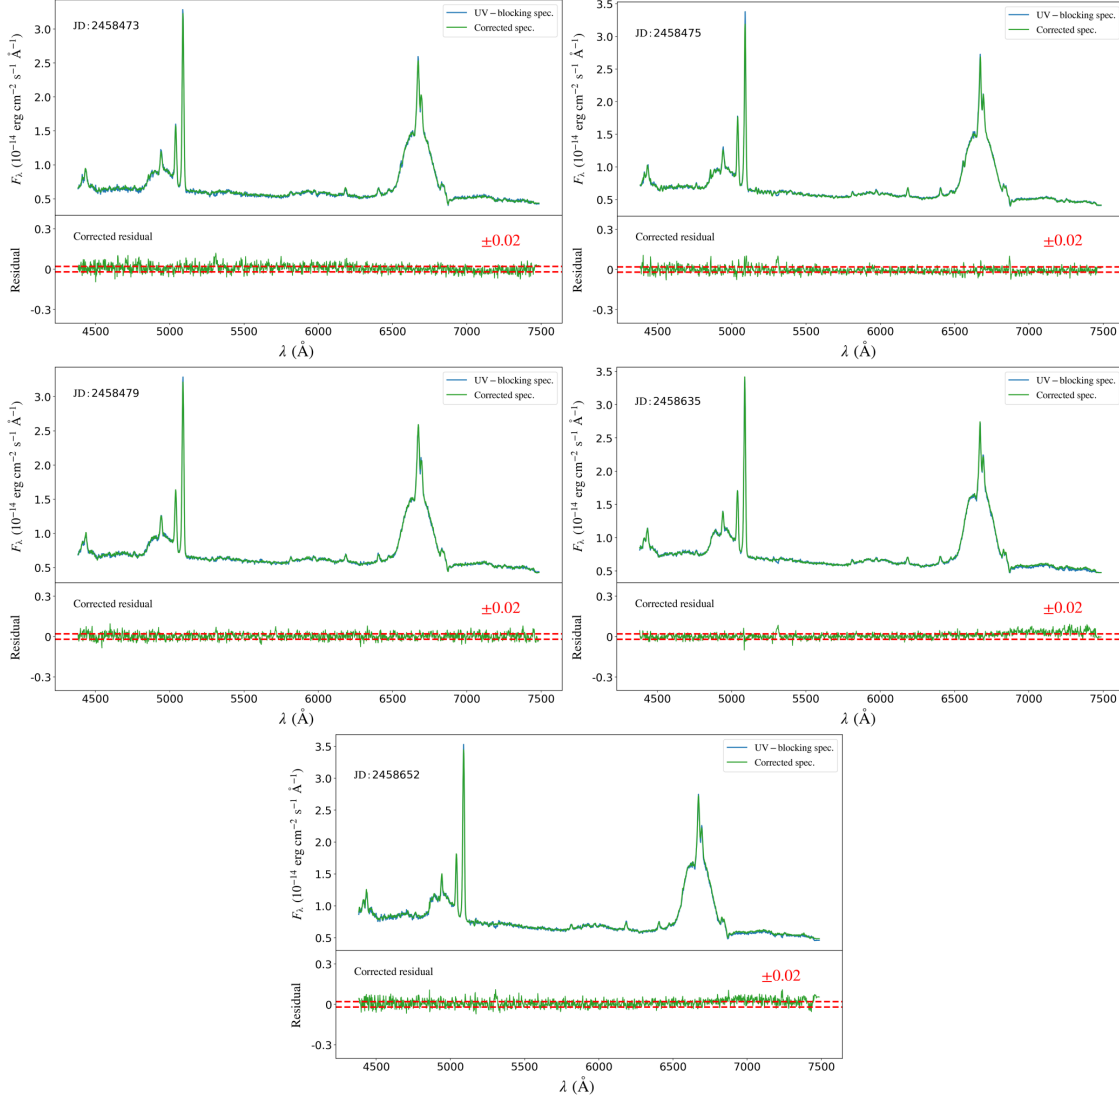 JD: 2458473
UV – blocking spec.
Corrected spec.
F_λ (10⁻¹⁴ erg cm⁻² s⁻¹ Å⁻¹)
3.0
2.5
2.0
1.5
1.0
0.5
Corrected residual
±0.02
Residual
0.3
0
-0.3
4500 5000 5500 6000 6500 7000 7500
λ (Å)
JD: 2458475
UV – blocking spec.
Corrected spec.
F_λ (10⁻¹⁴ erg cm⁻² s⁻¹ Å⁻¹)
3.5
3.0
2.5
2.0
1.5
1.0
0.5
Corrected residual
±0.02
Residual
0.3
0
-0.3
4500 5000 5500 6000 6500 7000 7500
λ (Å)
JD: 2458479
UV – blocking spec.
Corrected spec.
F_λ (10⁻¹⁴ erg cm⁻² s⁻¹ Å⁻¹)
3.0
2.5
2.0
1.5
1.0
0.5
Corrected residual
±0.02
Residual
0.3
0
-0.3
4500 5000 5500 6000 6500 7000 7500
λ (Å)
JD: 2458635
UV – blocking spec.
Corrected spec.
F_λ (10⁻¹⁴ erg cm⁻² s⁻¹ Å⁻¹)
3.5
3.0
2.5
2.0
1.5
1.0
0.5
Corrected residual
±0.02
Residual
0.3
0
-0.3
4500 5000 5500 6000 6500 7000 7500
λ (Å)
JD: 2458652
UV – blocking spec.
Corrected spec.
F_λ (10⁻¹⁴ erg cm⁻² s⁻¹ Å⁻¹)
3.5
3.0
2.5
2.0
1.5
1.0
0.5
Corrected residual
±0.02
Residual
0.3
0
-0.3
4500 5000 5500 6000 6500 7000 7500
λ (Å)